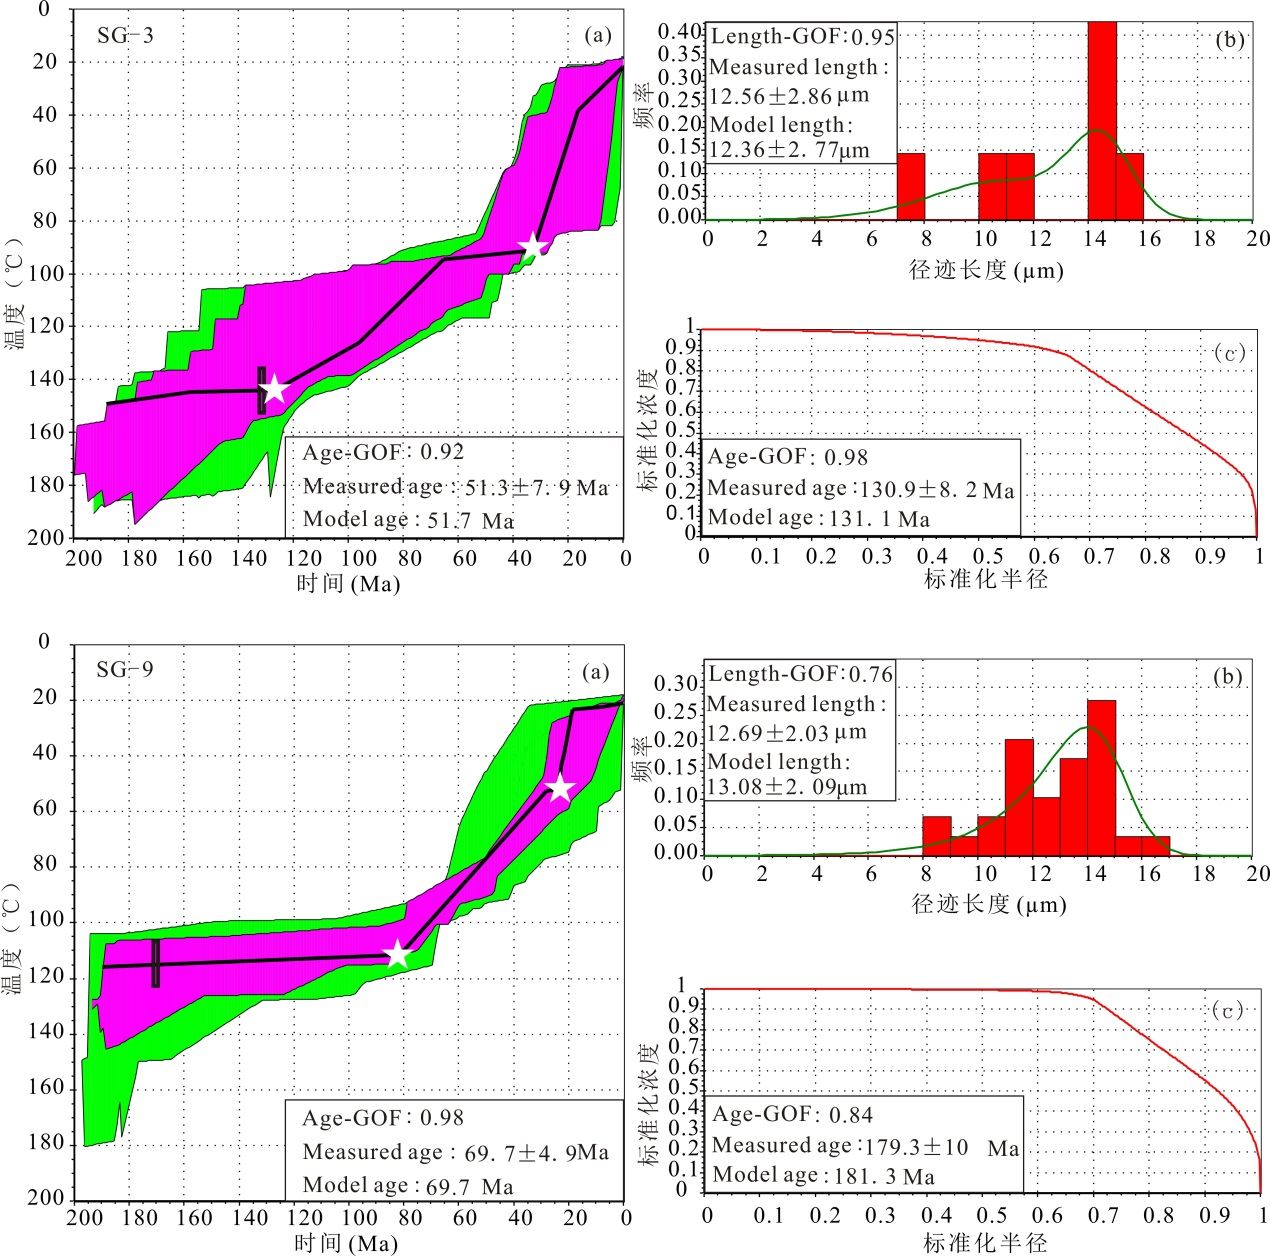 SG-3
(a)
0
20
40
60
80
100
120
140
160
180
200
温度（℃）
Age-GOF: 0.92
Measured age: 51.3±7.9 Ma
Model age: 51.7 Ma
200 180 160 140 120 100 80 60 40 20 0
时间(Ma)
(b)
Length-GOF:0.95
Measured length:
12.56±2.86 μm
Model length:
12.36±2.77μm
0.40
0.35
0.30
0.25
0.20
0.15
0.10
0.05
0.00
频率
0 2 4 6 8 10 12 14 16 18 20
径迹长度(μm)
(c)
1
0.9
0.8
0.7
0.6
0.5
0.4
0.3
0.2
0.1
0
标准化浓度
Age-GOF: 0.98
Measured age:130.9±8.2 Ma
Model age:131.1 Ma
0 0.1 0.2 0.3 0.4 0.5 0.6 0.7 0.8 0.9 1
标准化半径
SG-9
(a)
0
20
40
60
80
100
120
140
160
180
200
温度（℃）
Age-GOF: 0.98
Measured age: 69.7±4.9Ma
Model age: 69.7 Ma
200 180 160 140 120 100 80 60 40 20 0
时间(Ma)
(b)
Length-GOF:0.76
Measured length:
12.69±2.03 μm
Model length:
13.08±2.09μm
0.30
0.25
0.20
0.15
0.10
0.05
0.00
频率
0 2 4 6 8 10 12 14 16 18 20
径迹长度(μm)
(c)
1
0.9
0.8
0.7
0.6
0.5
0.4
0.3
0.2
0.1
0
标准化浓度
Age-GOF: 0.84
Measured age:179.3±10 Ma
Model age:181.3 Ma
0 0.1 0.2 0.3 0.4 0.5 0.6 0.7 0.8 0.9 1
标准化半径